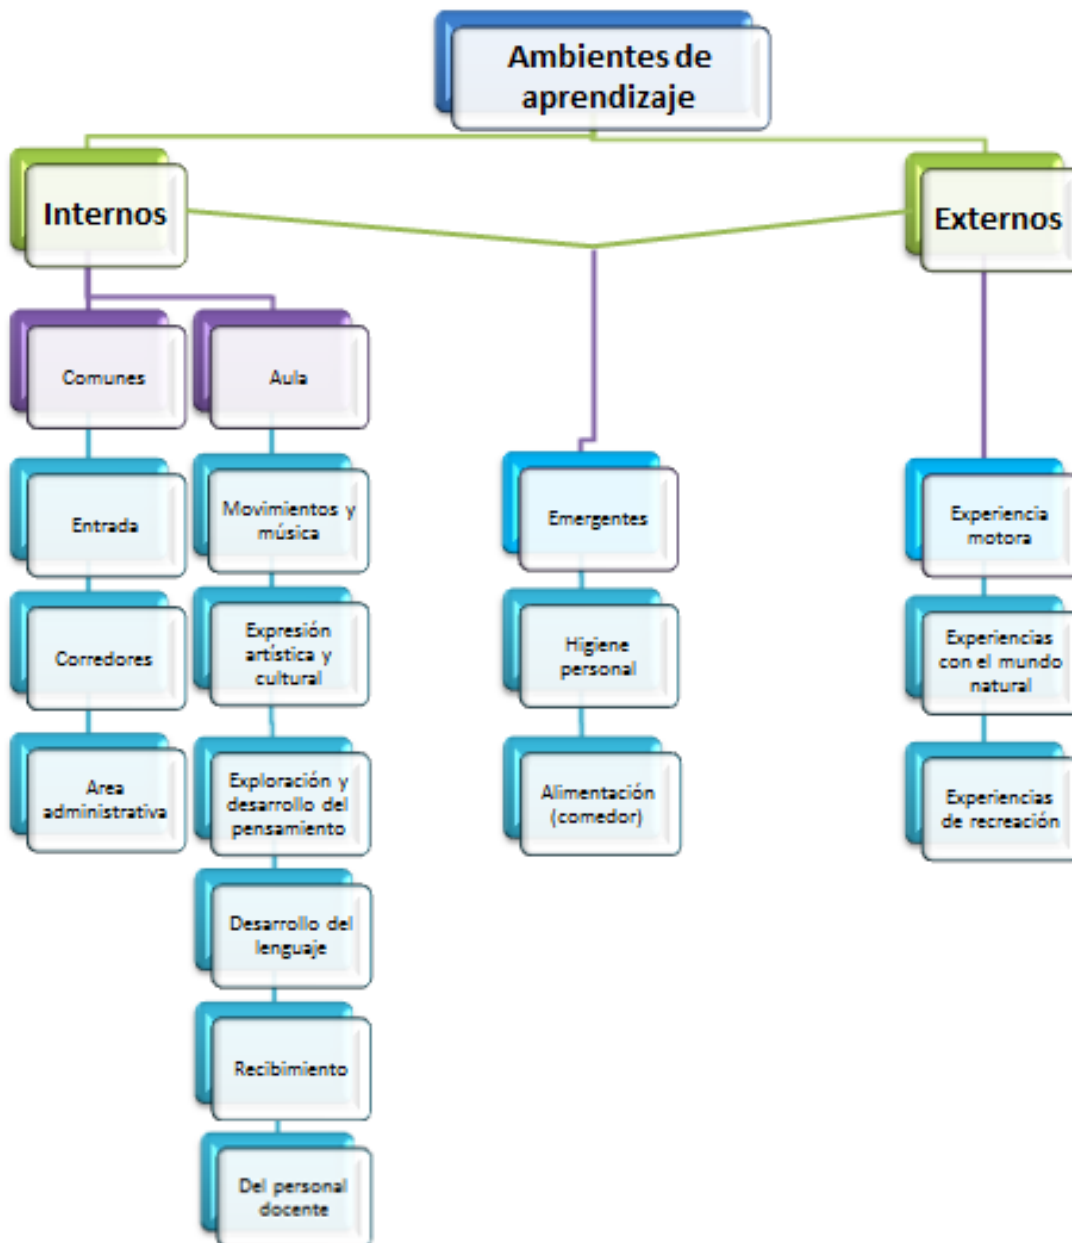 Ambientes de
aprendizaje
Internos
Externos
Comunes
Aula
Entrada
Movimientos y
música
Emergentes
Experiencia
motora
Corredores
Expresión
artística y
cultural
Higiene
personal
Experiencias
con el mundo
natural
Area
administrativa
Exploración y
desarrollo del
pensamiento
Alimentación
(comedor)
Experiencias
de recreación
Desarrollo del
lenguaje
Recibimiento
Del personal
docente